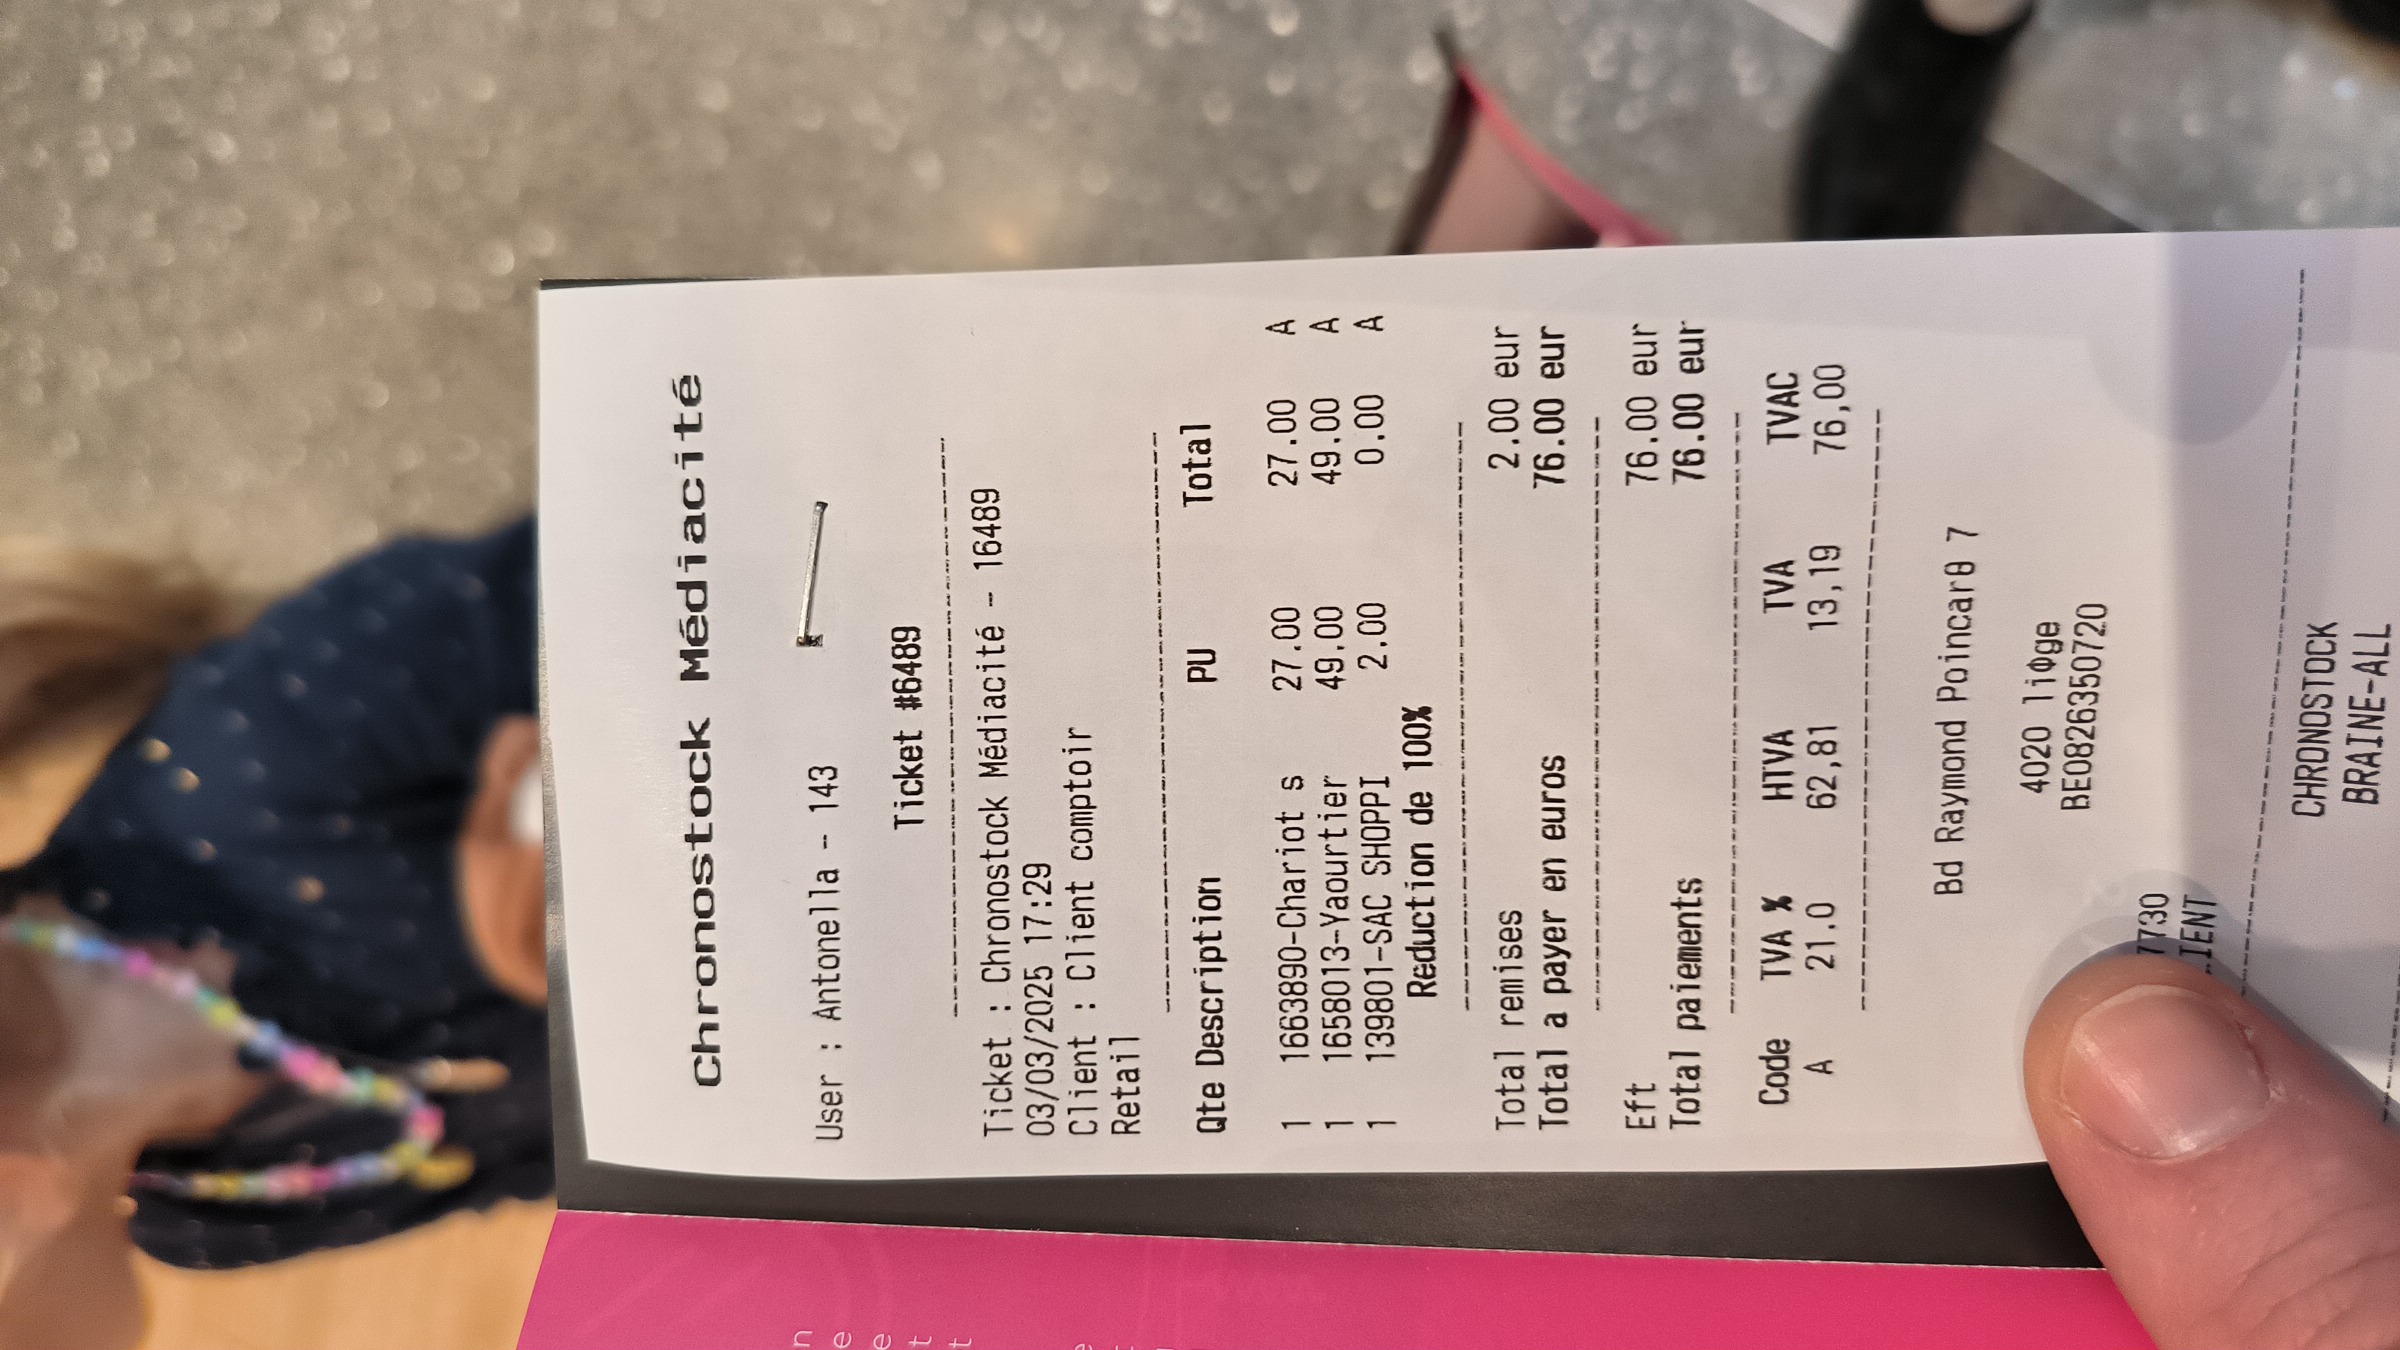 Chronostock Médiacité
User : Antonella - 143
Ticket #6489
Ticket : Chronostock Médiacité - 16489
03/03/2025 17:29
Client : Client comptoir
Retail
Qte Description PU Total
1 1663890-Chariot s 27.00 27.00 A
1 1658013-Yaourtier 49.00 49.00 A
1 139801-SAC SHOPPI 2.00 0.00 A
Reduction de 100%
Total remises 2.00 eur
Total a payer en euros 76.00 eur
Eft 76.00 eur
Total paiements 76.00 eur
Code TVA % HTVA TVA TVAC
A 21.0 62,81 13,19 76,00
Bd Raymond Poincarθ 7
4020 liΦge
BE0826350720
7730
IENT
CHRONOSTOCK
BRAINE-ALL